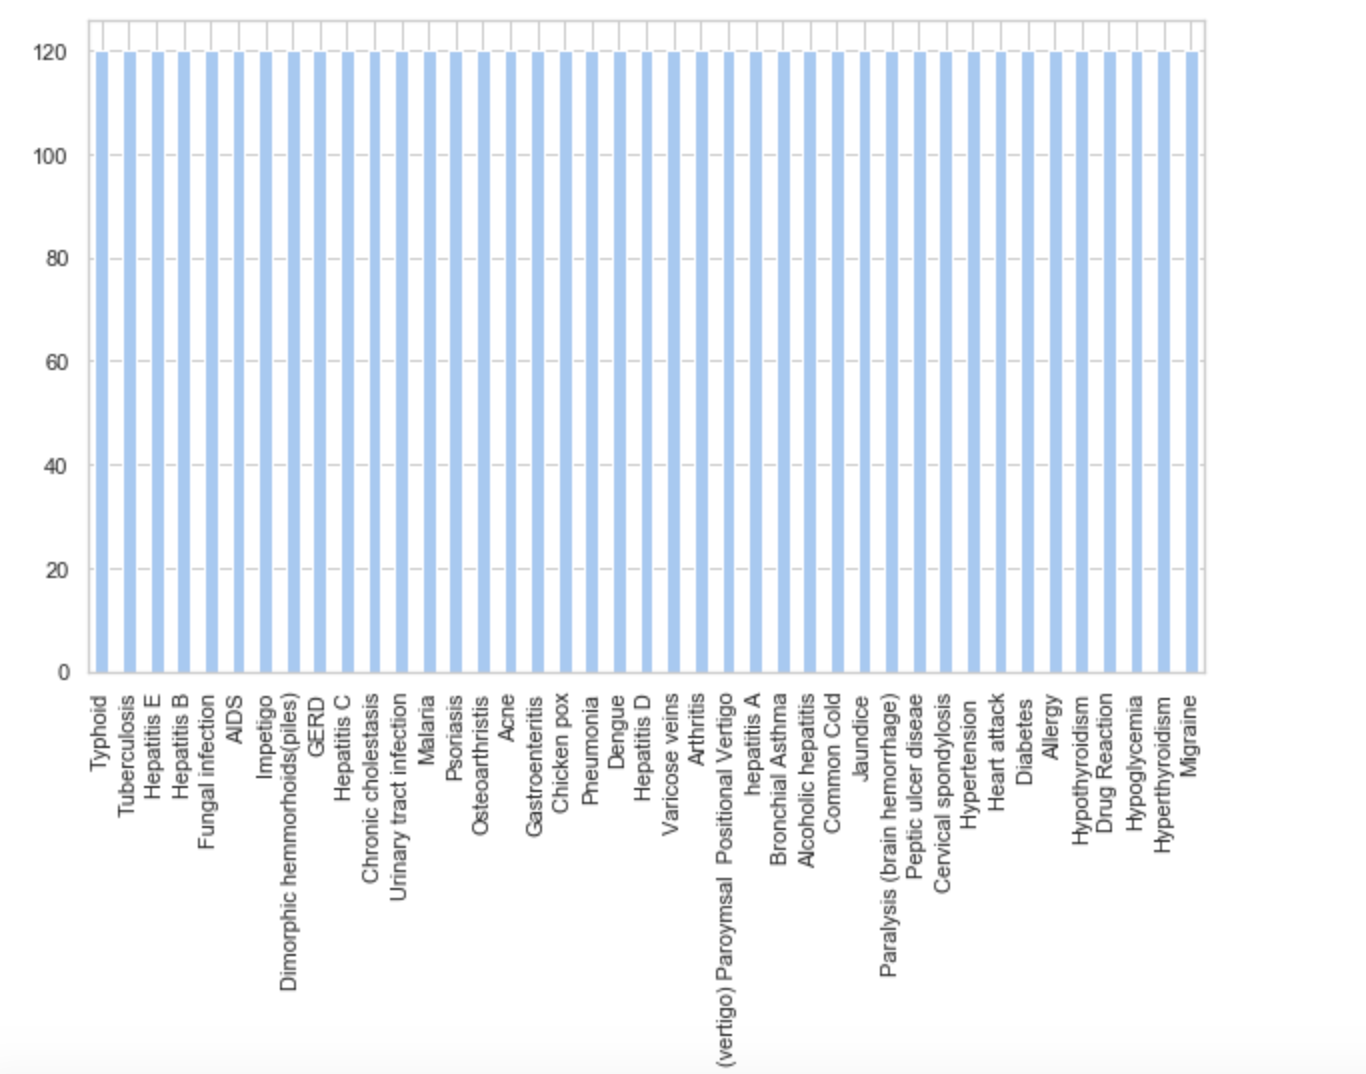 120
100
80
60
40
20
0
Typhoid
Tuberculosis
Hepatitis E
Hepatitis B
Fungal infection
AIDS
Impetigo
Dimorphic hemmorhoids(piles)
GERD
Hepatitis C
Chronic cholestasis
Urinary tract infection
Malaria
Psoriasis
Osteoarthristis
Acne
Gastroenteritis
Chicken pox
Pneumonia
Dengue
Hepatitis D
Varicose veins
Arthritis
(vertigo) Paroymsal  Positional Vertigo
hepatitis A
Bronchial Asthma
Alcoholic hepatitis
Common Cold
Jaundice
Paralysis (brain hemorrhage)
Peptic ulcer diseae
Cervical spondylosis
Hypertension
Heart attack
Diabetes
Allergy
Hypothyroidism
Drug Reaction
Hypoglycemia
Hyperthyroidism
Migraine